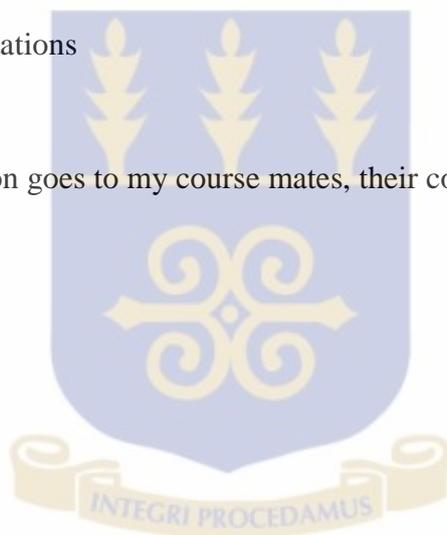 ations
on goes to my course mates, their co
INTEGRI PROCEDAMUS